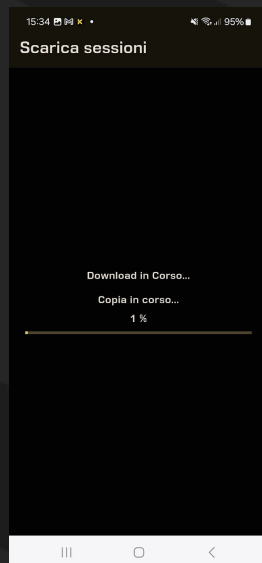 15:34 95%
Scarica sessioni
Download in Corso...
Copia in corso...
1 %